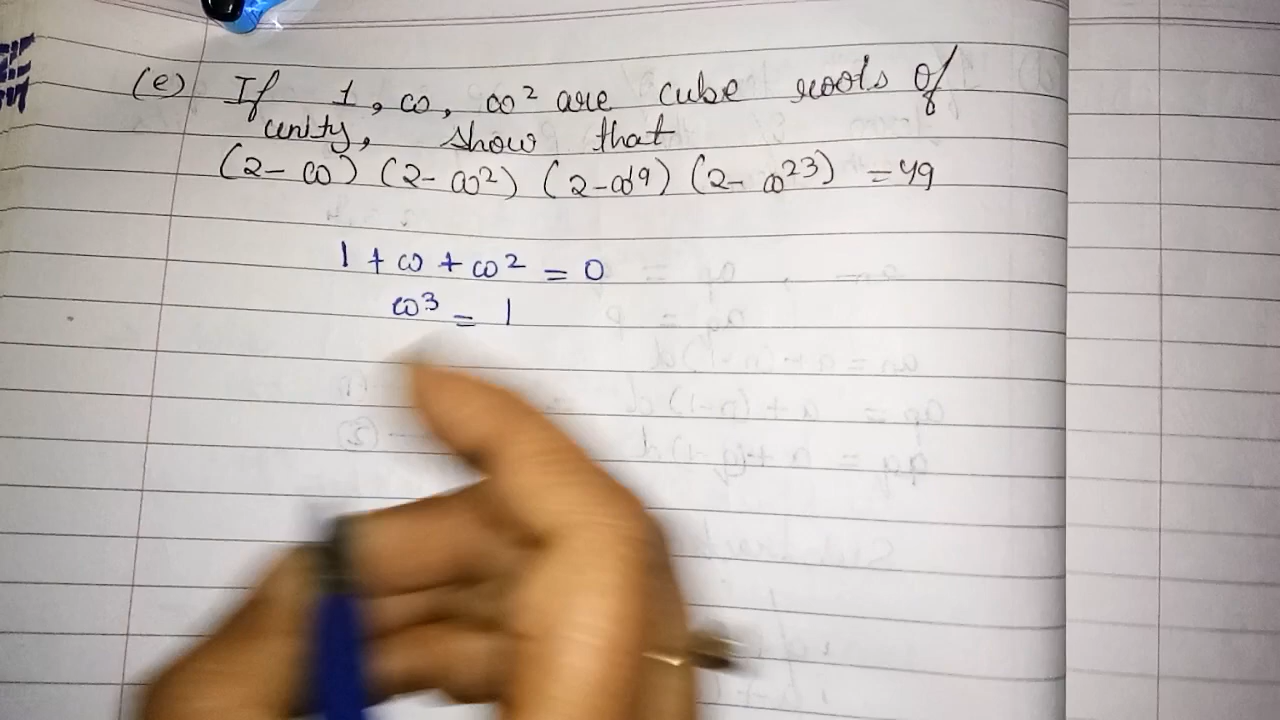 (e) If 1, ω, ω² are cube roots of
unity, show that
(2-ω) (2-ω²) (2-ω¹⁹) (2-ω²³) = 49
1 + ω + ω² = 0
ω³ = 1